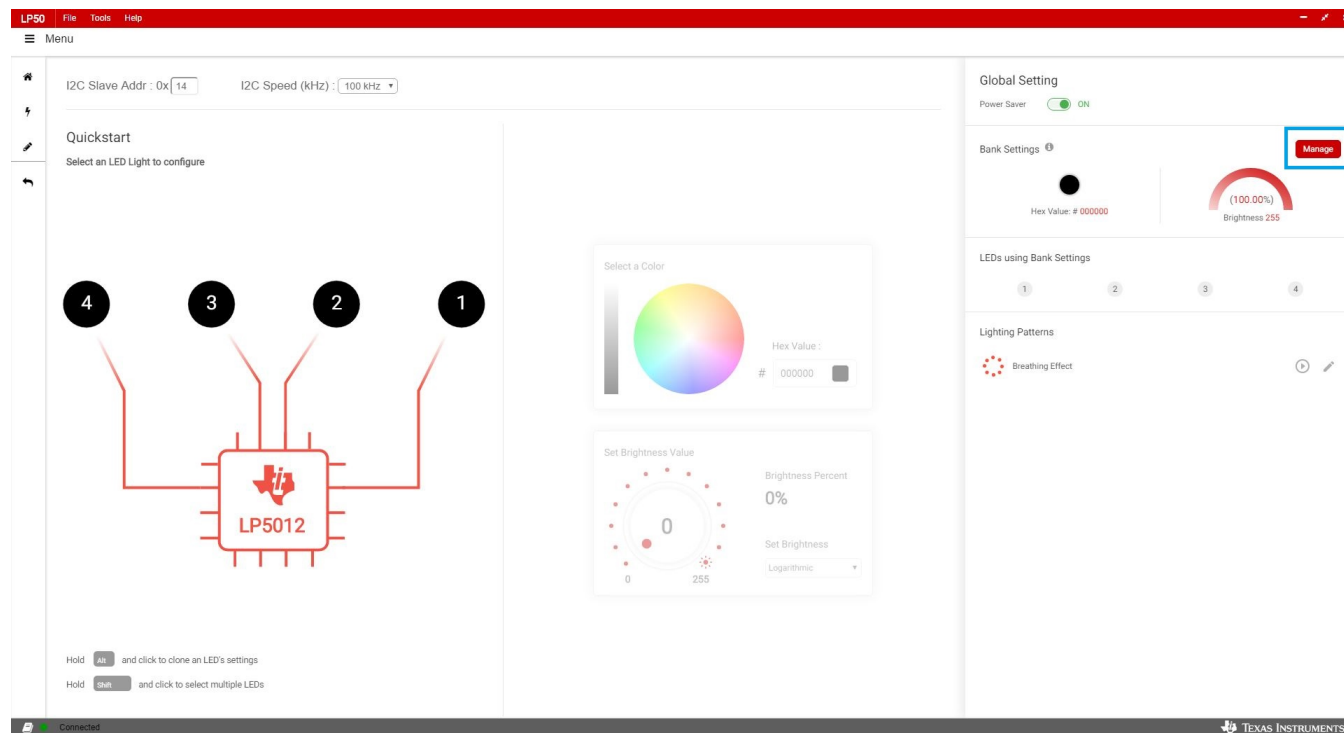 LP50 File Tools Help
Menu
I2C Slave Addr : 0x 14 I2C Speed (kHz) : 100 kHz
Quickstart
Select an LED Light to configure
4 3 2 1
LP5012
Hold Alt and click to clone an LED's settings
Hold Shift and click to select multiple LEDs
Select a Color
Hex Value :
# 000000
Set Brightness Value
Brightness Percent
0%
0
Set Brightness
Logarithmic
0 255
Global Setting
Power Saver ON
Bank Settings Manage
(100.00%)
Hex Value: # 000000 Brightness 255
LEDs using Bank Settings
1 2 3 4
Lighting Patterns
Breathing Effect
Connected TEXAS INSTRUMENTS